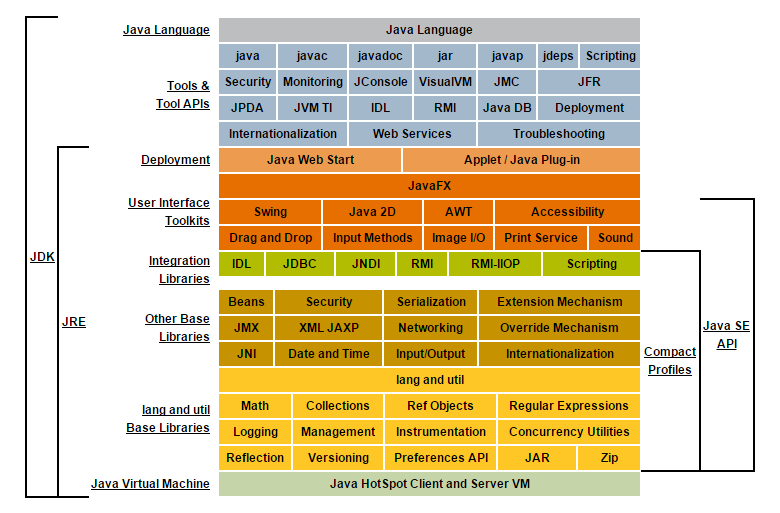 Java Language Java Language
java javac javadoc jar javap jdeps Scripting
Tools & Tool APIs Security Monitoring JConsole VisualVM JMC JFR
JPDA JVM TI IDL RMI Java DB Deployment
Internationalization Web Services Troubleshooting
Deployment Java Web Start Applet / Java Plug-in
JavaFX
User Interface Toolkits Swing Java 2D AWT Accessibility
Drag and Drop Input Methods Image I/O Print Service Sound
Integration Libraries IDL JDBC JNDI RMI RMI-IIOP Scripting
JDK
Beans Security Serialization Extension Mechanism
JRE Other Base Libraries JMX XML JAXP Networking Override Mechanism Java SE API
JNI Date and Time Input/Output Internationalization Compact Profiles
lang and util
lang and util Base Libraries Math Collections Ref Objects Regular Expressions
Logging Management Instrumentation Concurrency Utilities
Reflection Versioning Preferences API JAR Zip
Java Virtual Machine Java HotSpot Client and Server VM